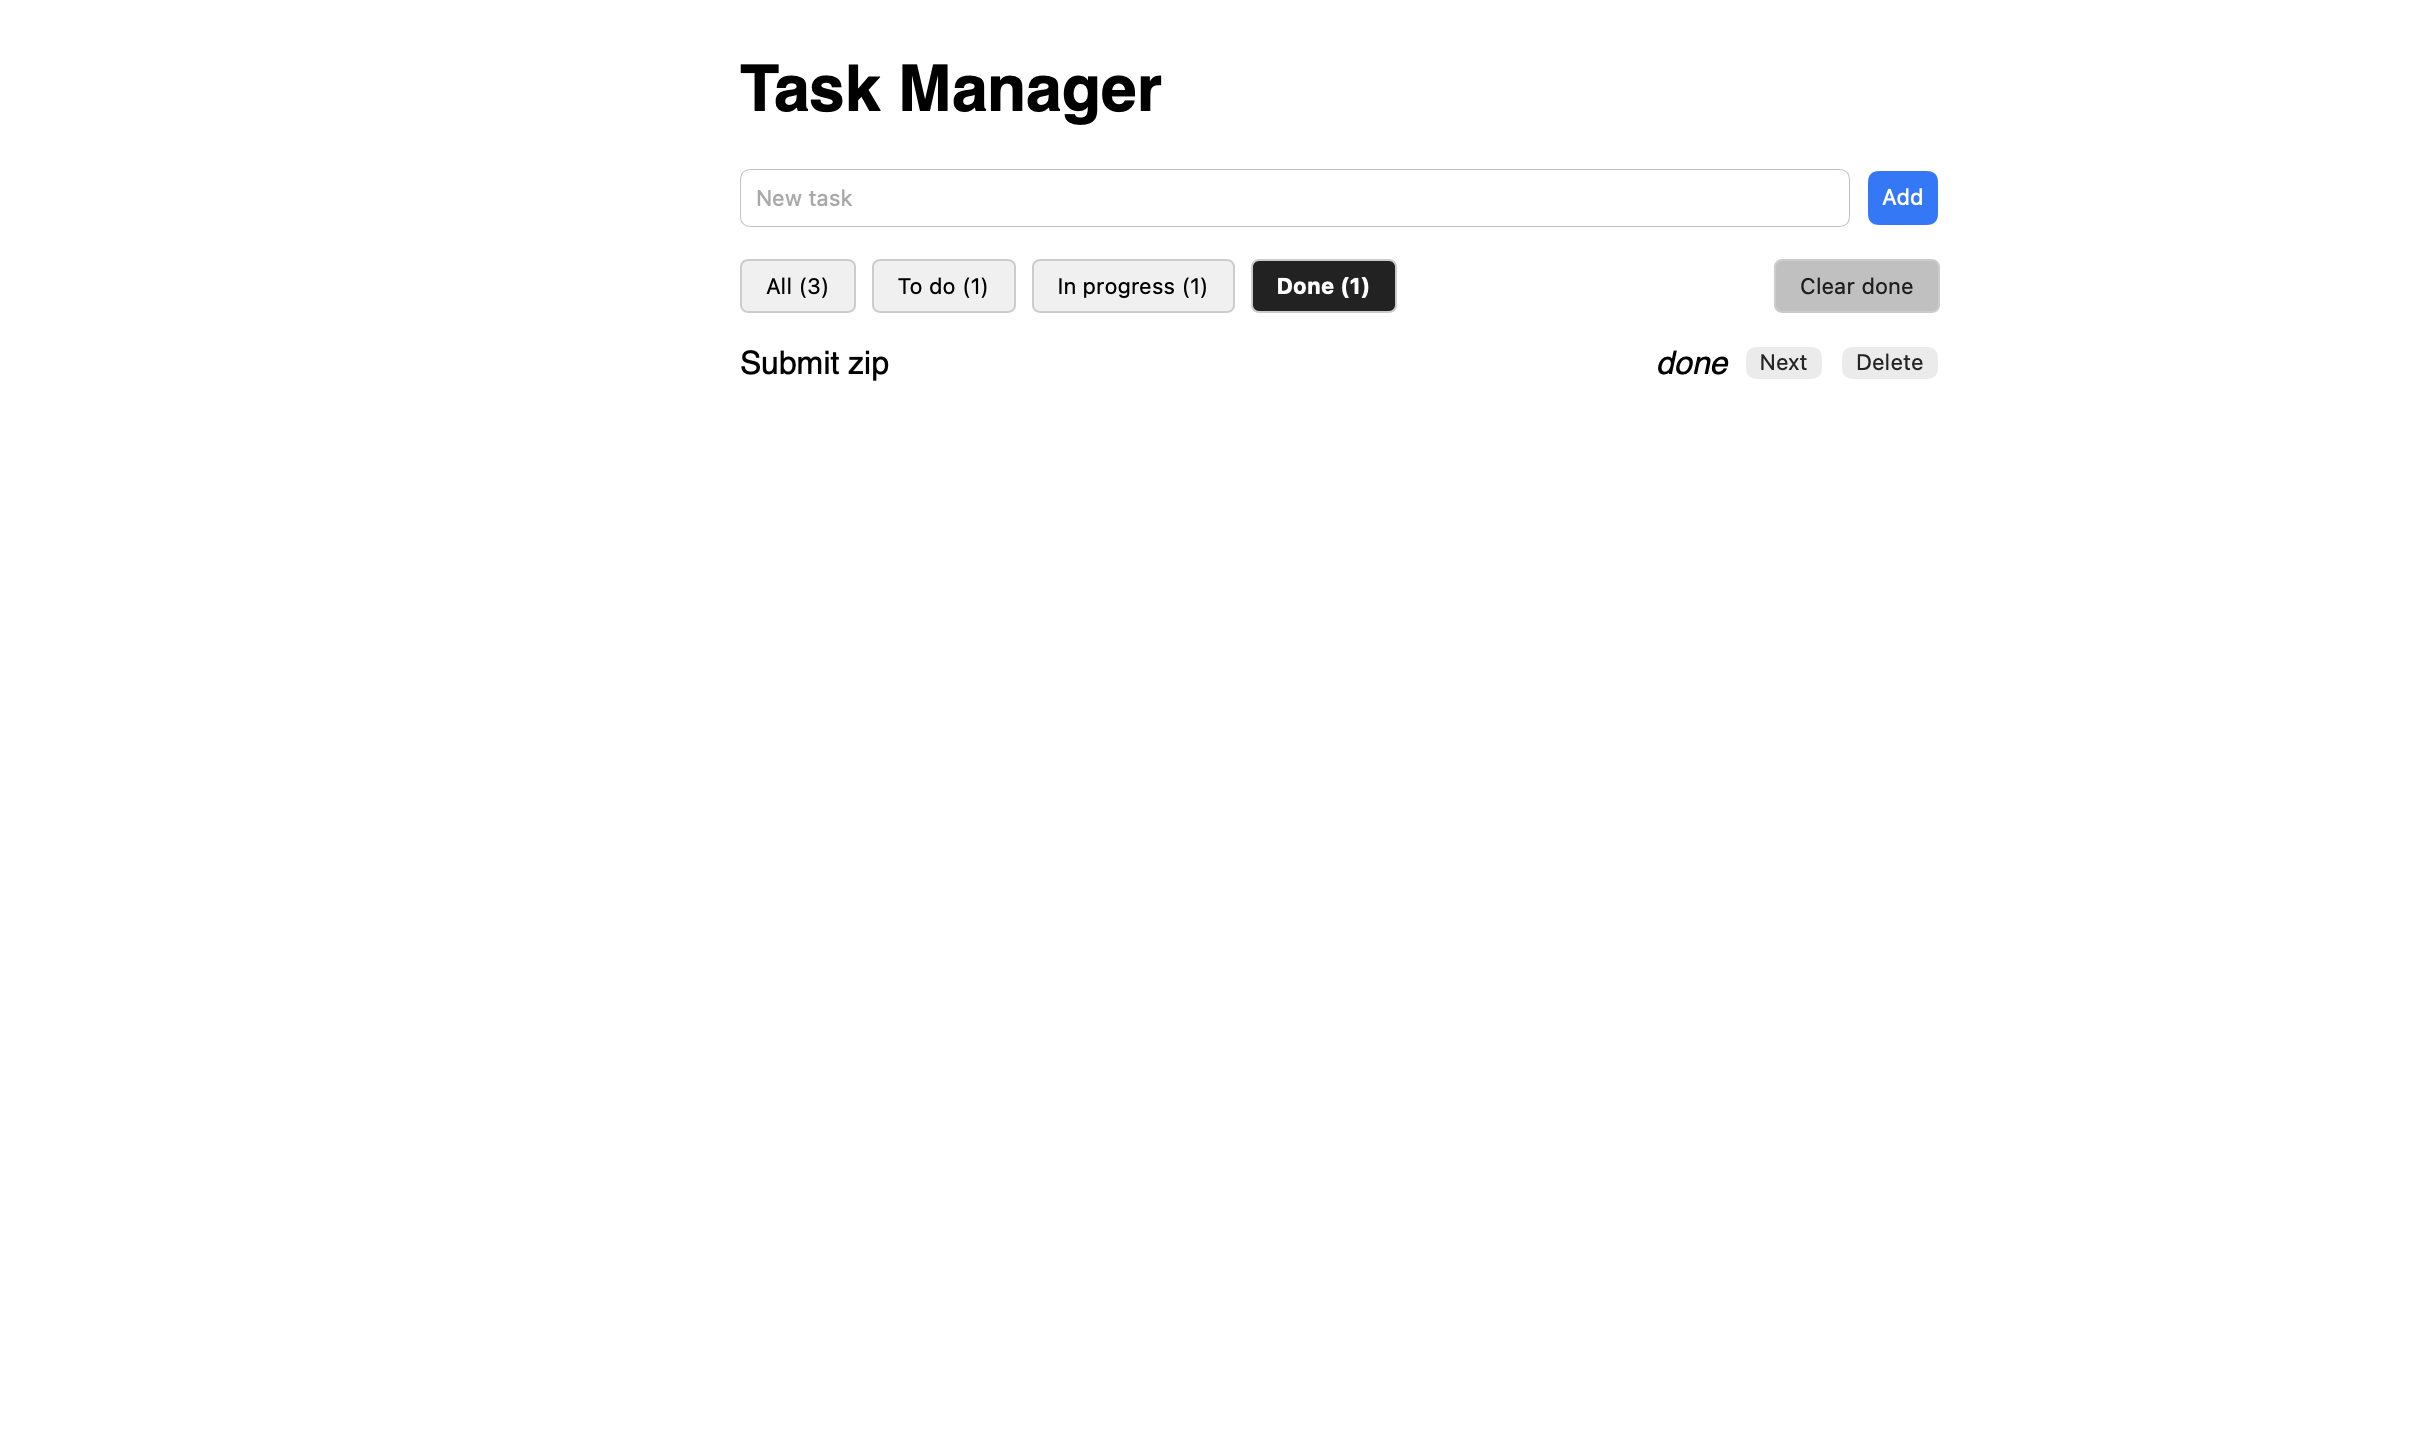 Task Manager
New task Add
All (3) To do (1) In progress (1) Done (1) Clear done
Submit zip done Next Delete